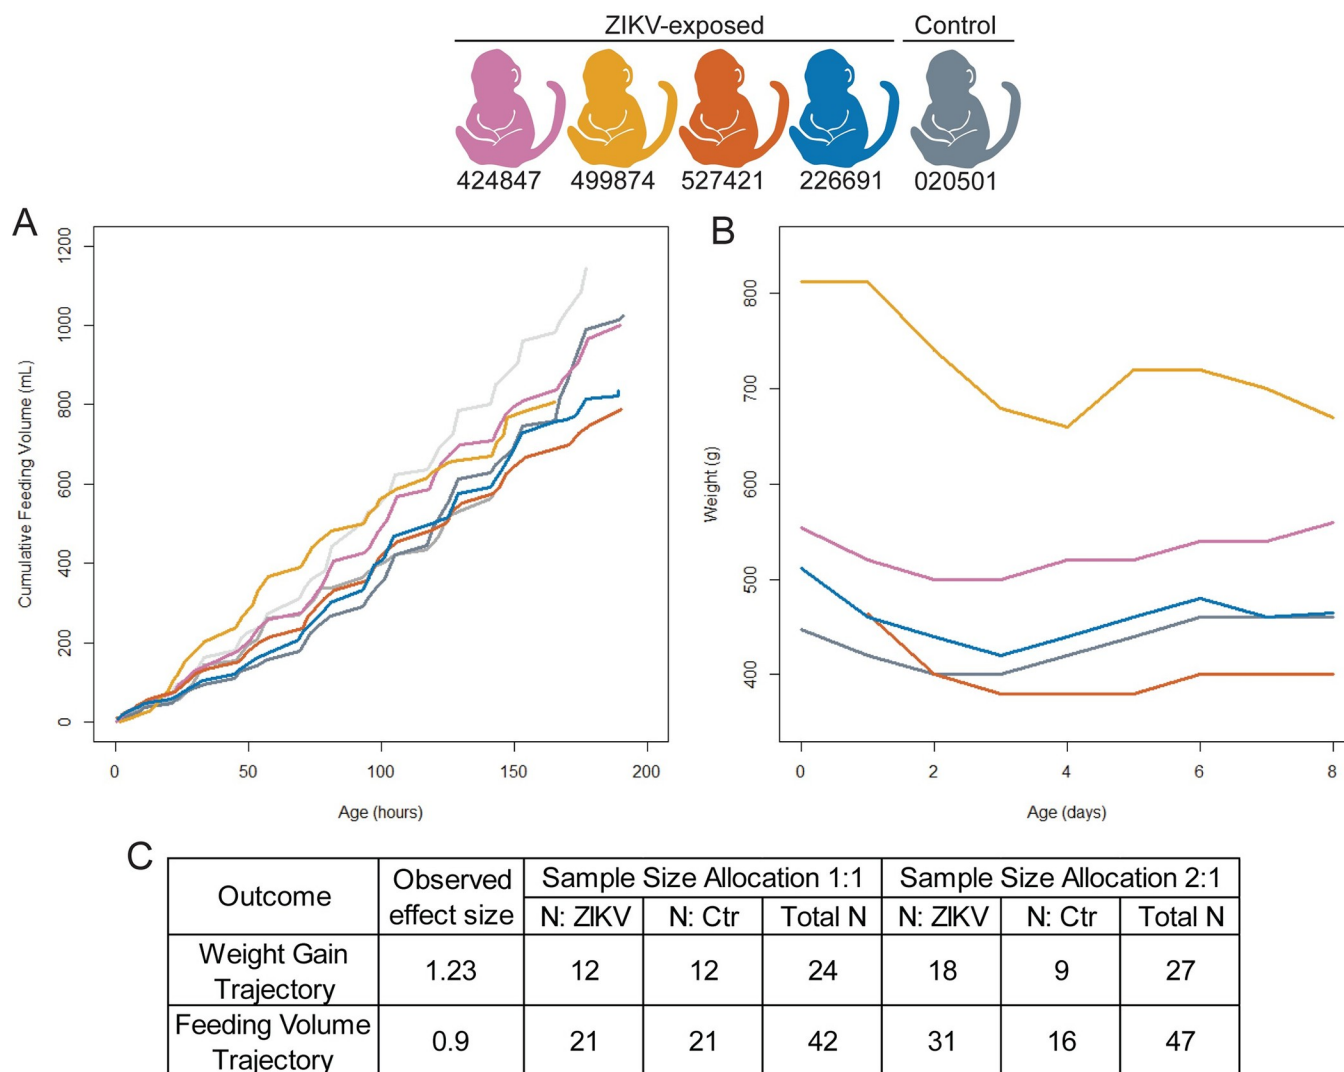 ZIKV-exposed Control
424847 499874 527421 226691 020501
A
Cumulative Feeding Volume (mL)
1200
1000
800
600
400
200
0
0 50 100 150 200
Age (hours)
B
Weight (g)
800
700
600
500
400
0 2 4 6 8
Age (days)
C
Outcome
Observed
effect size
Sample Size Allocation 1:1
Sample Size Allocation 2:1
N: ZIKV N: Ctr Total N N: ZIKV N: Ctr Total N
Weight Gain
Trajectory
1.23 12 12 24 18 9 27
Feeding Volume
Trajectory
0.9 21 21 42 31 16 47